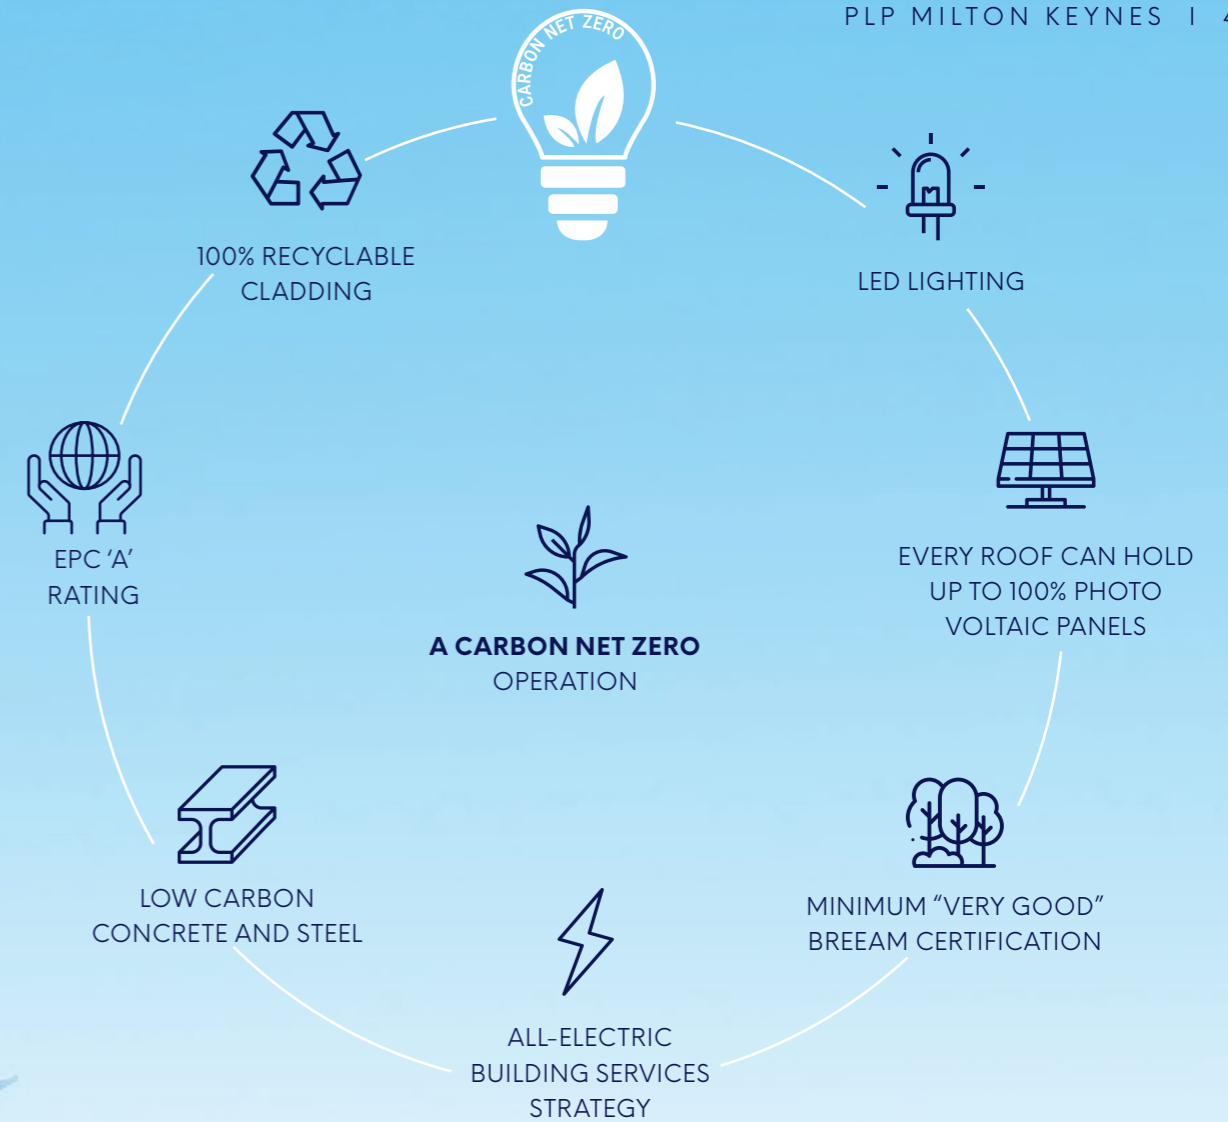 PLP MILTON KEYNES I 4
CARBON NET ZERO
100% RECYCLABLE
CLADDING
LED LIGHTING
EPC ‘A’
RATING
EVERY ROOF CAN HOLD
UP TO 100% PHOTO
VOLTAIC PANELS
A CARBON NET ZERO
OPERATION
LOW CARBON
CONCRETE AND STEEL
MINIMUM “VERY GOOD”
BREEAM CERTIFICATION
ALL-ELECTRIC
BUILDING SERVICES
STRATEGY